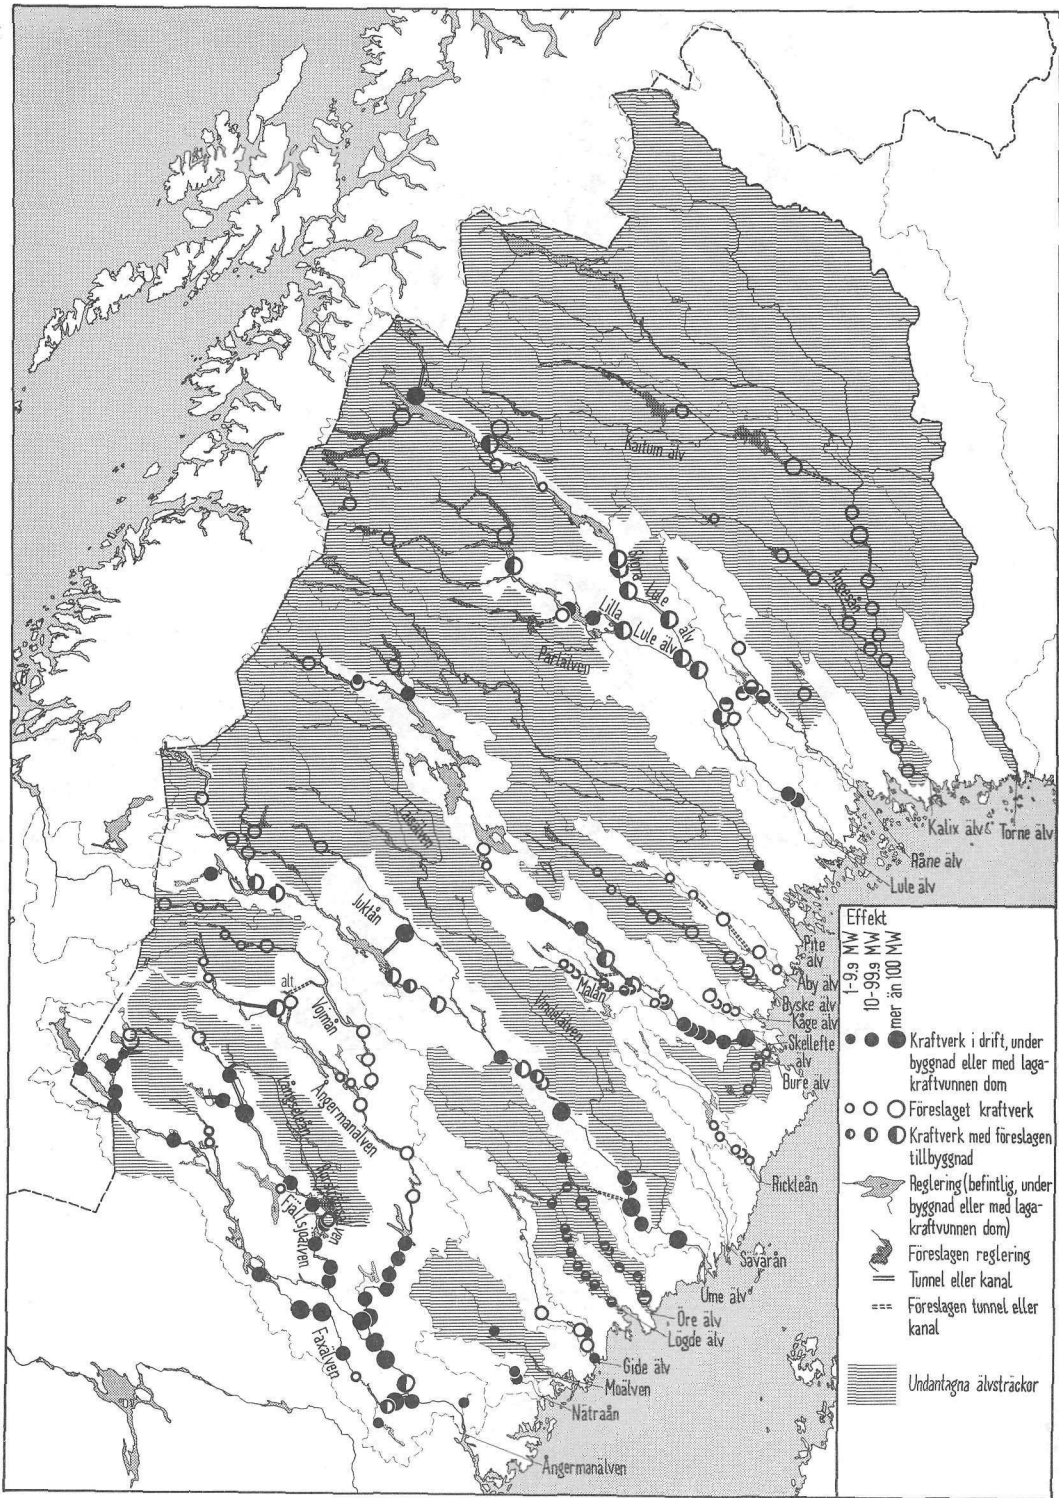 Kaitum älv
Ängesån
Stora Lule älv
Lilla
Lule älv
Pärlälven
Kalix älv
Torne älv
Råne älv
Lule älv
Juktån
alt
Vojmån
Malån
Vindelälven
Ångermanälven
Långseleån
Fjällsjöälven
Faxälven
Pite
älv
Åby älv
Byske älv
Kåge älv
Skellefte
älv
Bure älv
Rickleån
Sävarån
Ume älv
Öre älv
Lögde älv
Gide älv
Moälven
Nätraån
Ångermanälven
Effekt
1-9,9 MW
10-99,9 MW
mer än 100 MW
Kraftverk i drift, under
byggnad eller med laga-
kraftvunnen dom
Föreslaget kraftverk
Kraftverk med föreslagen
tillbyggnad
Reglering (befintlig, under
byggnad eller med laga-
kraftvunnen dom)
Föreslagen reglering
Tunnel eller kanal
Föreslagen tunnel eller
kanal
Undantagna älvsträckor